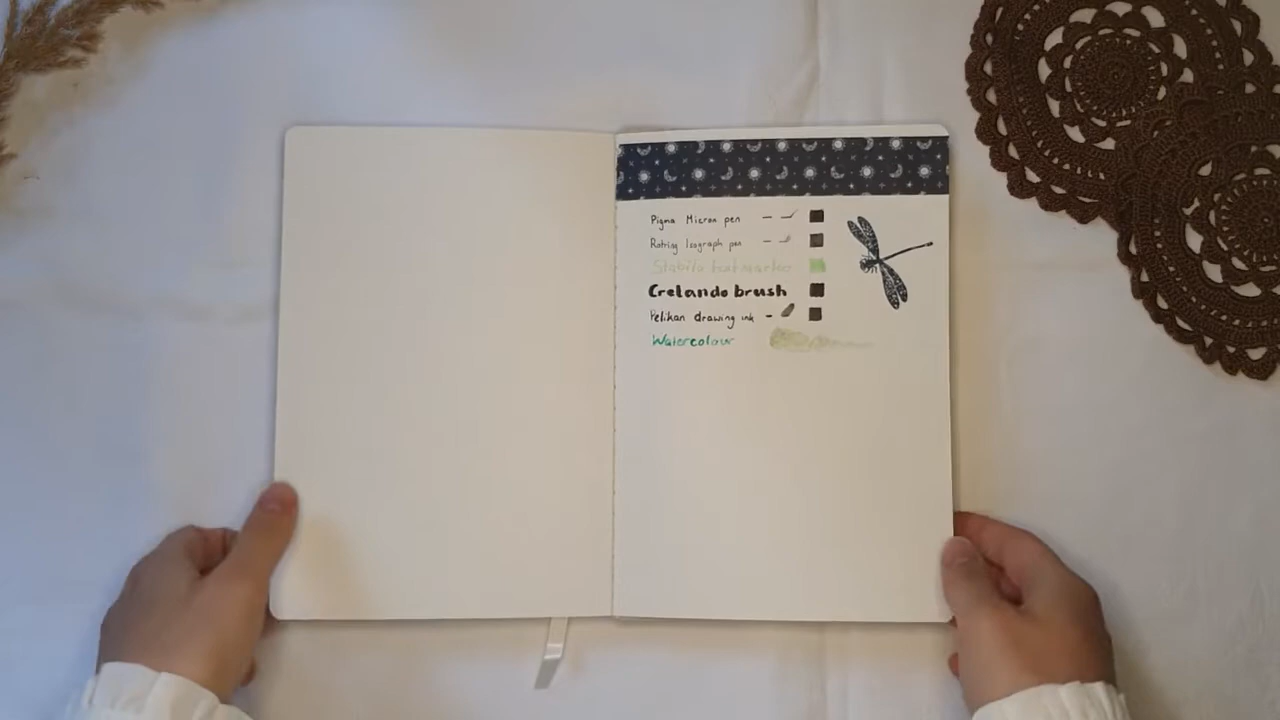 Pigma Micron pen
Rotring Isograph pen
Stabilo textmarker
Crelando brush
Pelikan drawing ink
Watercolour